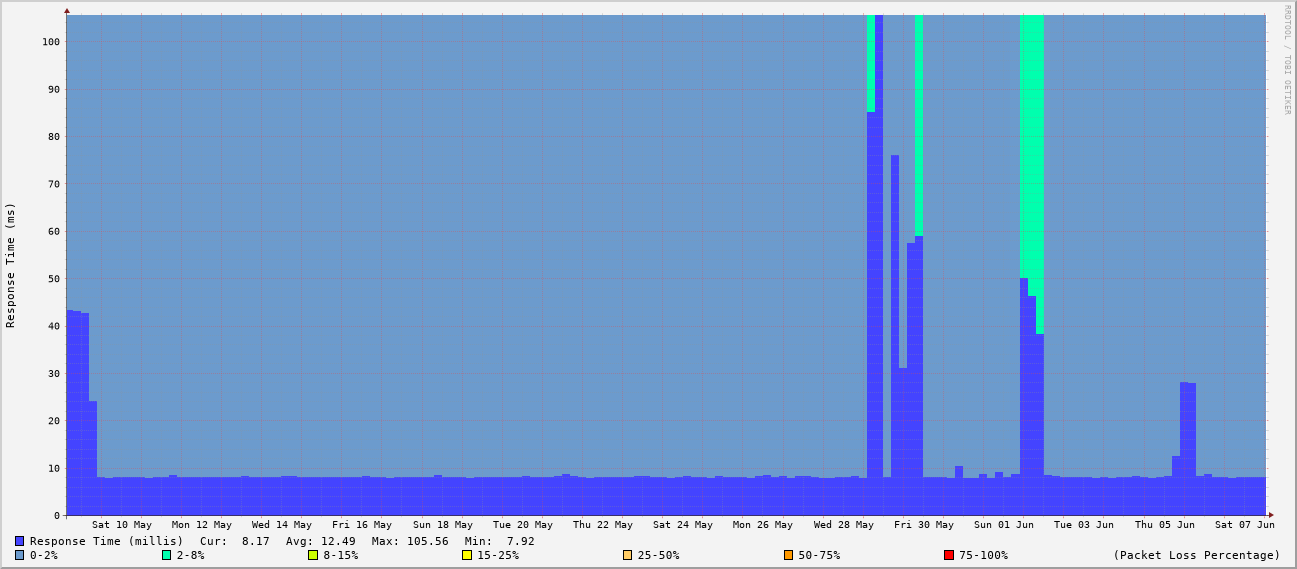 RRDTOOL / TOBI OETIKER
Response Time (ms)
100
90
80
70
60
50
40
30
20
10
0
Sat 10 May Mon 12 May Wed 14 May Fri 16 May Sun 18 May Tue 20 May Thu 22 May Sat 24 May Mon 26 May Wed 28 May Fri 30 May Sun 01 Jun Tue 03 Jun Thu 05 Jun Sat 07 Jun
Response Time (millis) Cur: 8.17 Avg: 12.49 Max: 105.56 Min: 7.92
0-2% 2-8% 8-15% 15-25% 25-50% 50-75% 75-100% (Packet Loss Percentage)